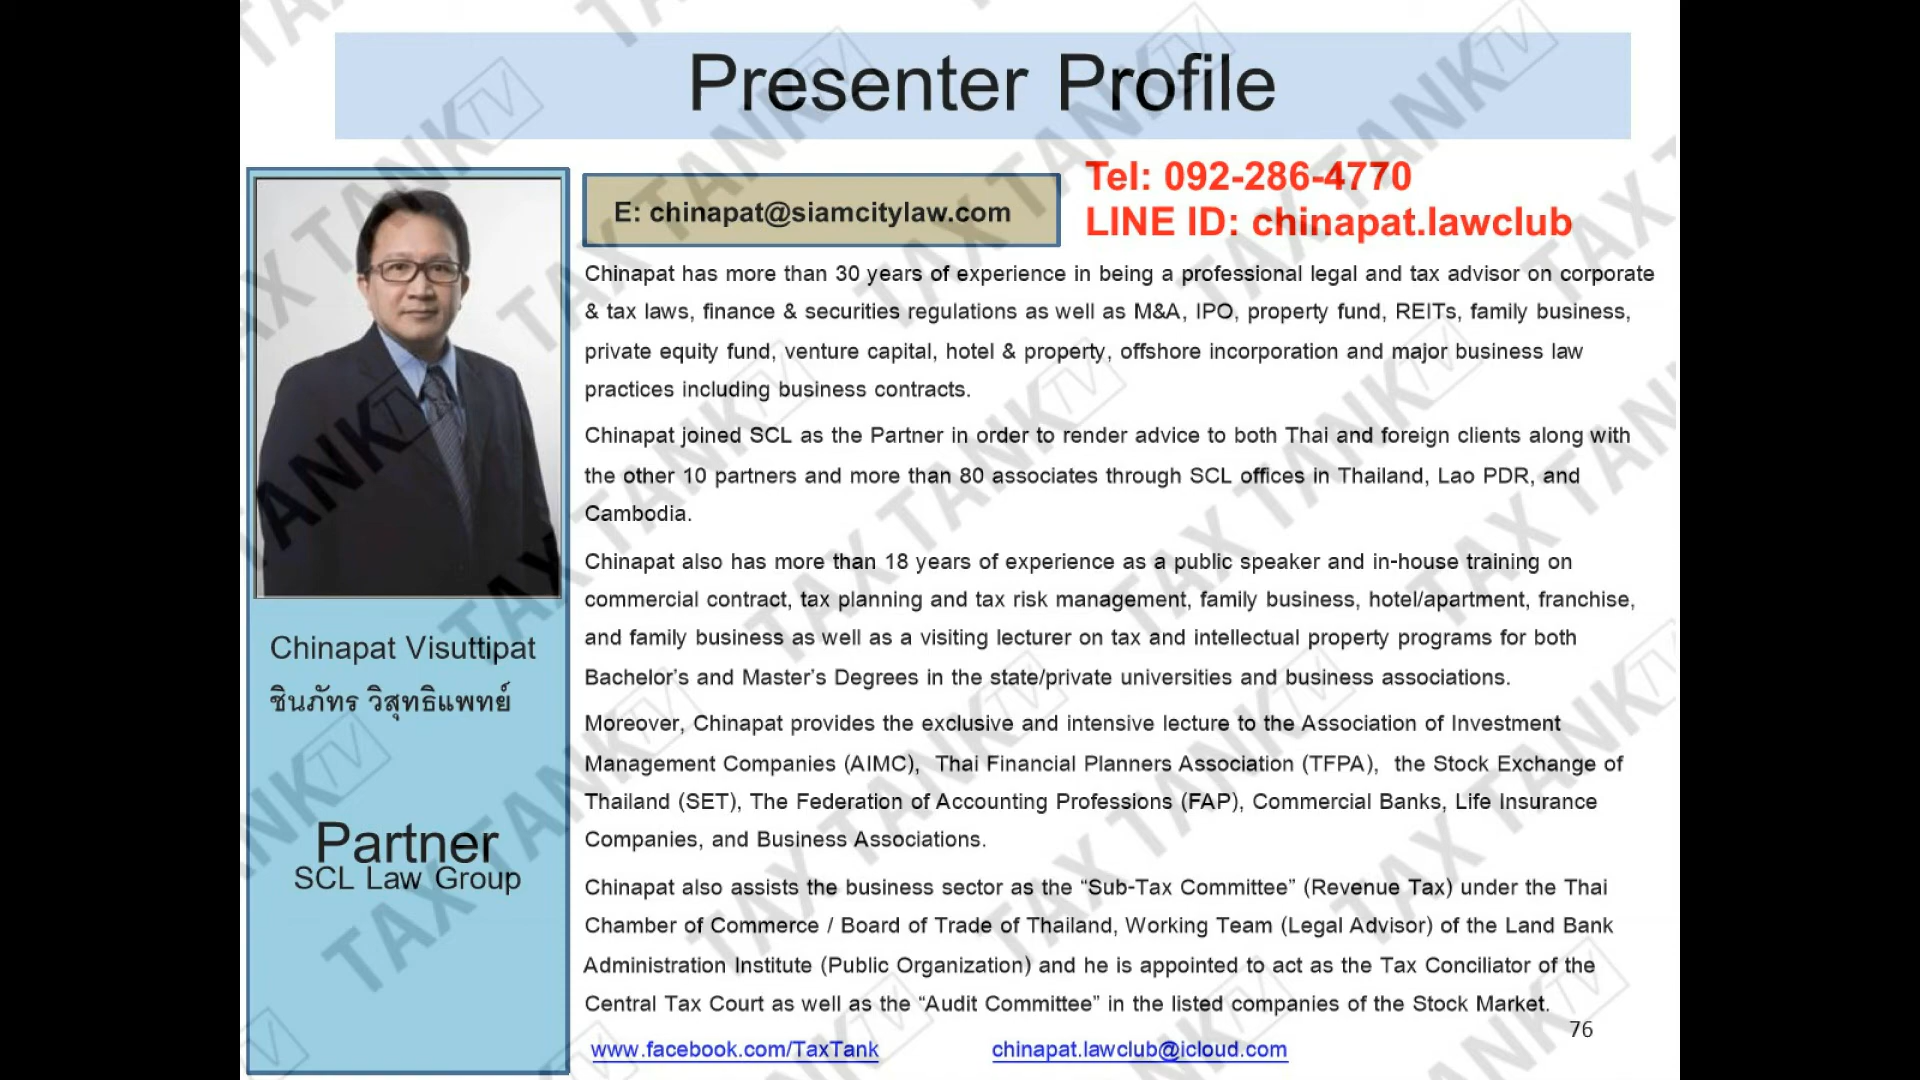 Presenter Profile
E: chinapat@siamcitylaw.com
Tel: 092-286-4770
LINE ID: chinapat.lawclub
Chinapat Visuttipat
ชินภัทร วิสุทธิแพทย์
Partner
SCL Law Group
Chinapat has more than 30 years of experience in being a professional legal and tax advisor on corporate
& tax laws, finance & securities regulations as well as M&A, IPO, property fund, REITs, family business,
private equity fund, venture capital, hotel & property, offshore incorporation and major business law
practices including business contracts.
Chinapat joined SCL as the Partner in order to render advice to both Thai and foreign clients along with
the other 10 partners and more than 80 associates through SCL offices in Thailand, Lao PDR, and
Cambodia.
Chinapat also has more than 18 years of experience as a public speaker and in-house training on
commercial contract, tax planning and tax risk management, family business, hotel/apartment, franchise,
and family business as well as a visiting lecturer on tax and intellectual property programs for both
Bachelor’s and Master’s Degrees in the state/private universities and business associations.
Moreover, Chinapat provides the exclusive and intensive lecture to the Association of Investment
Management Companies (AIMC), Thai Financial Planners Association (TFPA), the Stock Exchange of
Thailand (SET), The Federation of Accounting Professions (FAP), Commercial Banks, Life Insurance
Companies, and Business Associations.
Chinapat also assists the business sector as the “Sub-Tax Committee” (Revenue Tax) under the Thai
Chamber of Commerce / Board of Trade of Thailand, Working Team (Legal Advisor) of the Land Bank
Administration Institute (Public Organization) and he is appointed to act as the Tax Conciliator of the
Central Tax Court as well as the “Audit Committee” in the listed companies of the Stock Market.
76
www.facebook.com/TaxTank chinapat.lawclub@icloud.com
TAX TANK TV